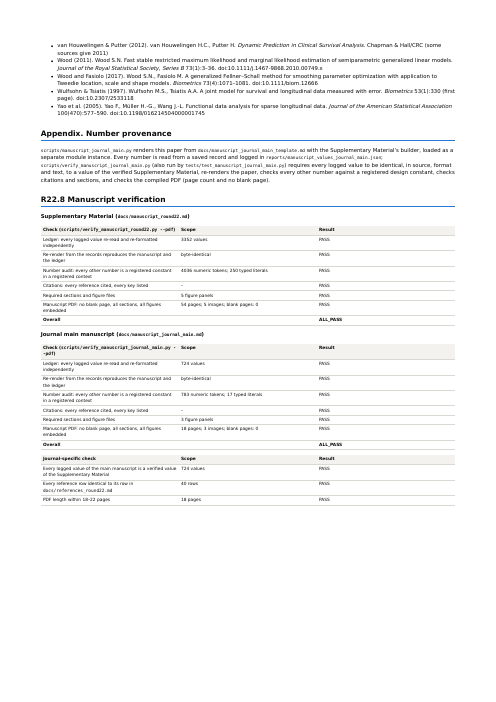 • van Houwelingen & Putter (2012). van Houwelingen H.C., Putter H. Dynamic Prediction in Clinical Survival Analysis. Chapman & Hall/CRC (some
sources give 2011)
• Wood (2011). Wood S.N. Fast stable restricted maximum likelihood and marginal likelihood estimation of semiparametric generalized linear models.
Journal of the Royal Statistical Society, Series B 73(1):3–36. doi:10.1111/j.1467-9868.2010.00749.x
• Wood and Fasiolo (2017). Wood S.N., Fasiolo M. A generalized Fellner–Schall method for smoothing parameter optimization with application to
Tweedie location, scale and shape models. Biometrics 73(4):1071–1081. doi:10.1111/biom.12666
• Wulfsohn & Tsiatis (1997). Wulfsohn M.S., Tsiatis A.A. A joint model for survival and longitudinal data measured with error. Biometrics 53(1):330 (first
page). doi:10.2307/2533118
• Yao et al. (2005). Yao F., Müller H.-G., Wang J.-L. Functional data analysis for sparse longitudinal data. Journal of the American Statistical Association
100(470):577–590. doi:10.1198/016214504000001745
Appendix. Number provenance
scripts/manuscript_journal_main.py renders this paper from docs/manuscript_journal_main_template.md with the Supplementary Material's builder, loaded as a
separate module instance. Every number is read from a saved record and logged in reports/manuscript_values_journal_main.json;
scripts/verify_manuscript_journal_main.py (also run by tests/test_manuscript_journal_main.py) requires every logged value to be identical, in source, format
and text, to a value of the verified Supplementary Material, re-renders the paper, checks every other number against a registered design constant, checks
citations and sections, and checks the compiled PDF (page count and no blank page).
R22.8 Manuscript verification
Supplementary Material (docs/manuscript_round22.md)
Check (scripts/verify_manuscript_round22.py --pdf) Scope Result
Ledger: every logged value re-read and re-formatted 3352 values PASS
independently
Re-render from the records reproduces the manuscript and byte-identical PASS
the ledger
Number audit: every other number is a registered constant 4036 numeric tokens; 250 typed literals PASS
in a registered context
Citations: every reference cited, every key listed – PASS
Required sections and figure files 5 figure panels PASS
Manuscript PDF: no blank page, all sections, all figures 54 pages; 5 images; blank pages: 0 PASS
embedded
Overall ALL_PASS
Journal main manuscript (docs/manuscript_journal_main.md)
Check (scripts/verify_manuscript_journal_main.py - Scope Result
-pdf)
Ledger: every logged value re-read and re-formatted 724 values PASS
independently
Re-render from the records reproduces the manuscript and byte-identical PASS
the ledger
Number audit: every other number is a registered constant 783 numeric tokens; 17 typed literals PASS
in a registered context
Citations: every reference cited, every key listed – PASS
Required sections and figure files 3 figure panels PASS
Manuscript PDF: no blank page, all sections, all figures 18 pages, 3 images; blank pages: 0 PASS
embedded
Overall ALL_PASS
Journal-specific check Scope Result
Every logged value of the main manuscript is a verified value 724 values PASS
of the Supplementary Material
Every reference row identical to its row in 40 rows PASS
docs/references_round22.md
PDF length within 18–22 pages 18 pages PASS